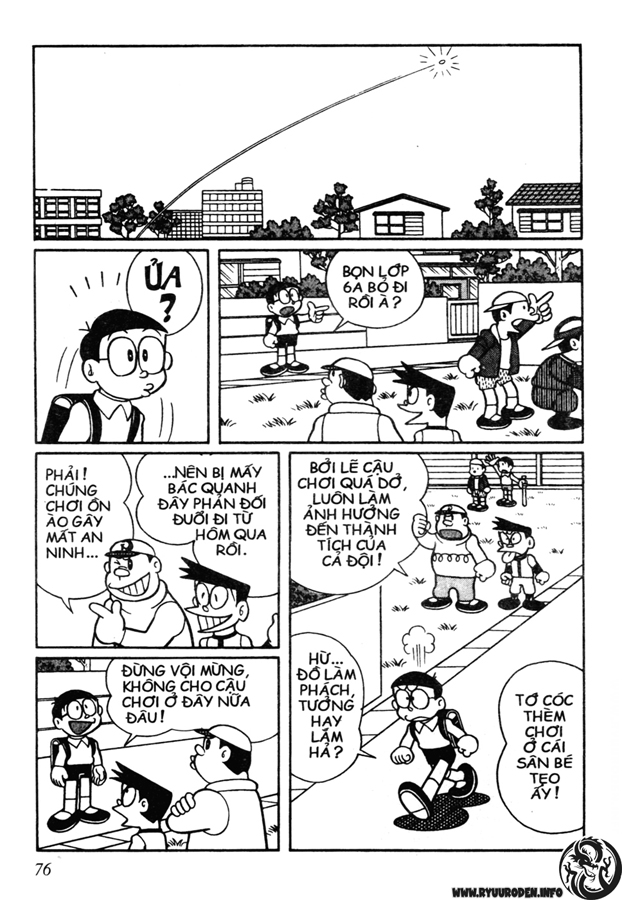 ỦA
?
BỌN LỚP
6A BỎ ĐI
RỒI À?
PHẢI!
CHÚNG
CHƠI ỒN
ÀO GÂY
MẤT AN
NINH...
...NÊN BỊ MẤY
BÁC QUANH
ĐÂY PHẢN ĐỐI
ĐUỔI ĐI TỪ
HÔM QUA
RỒI.
ĐỪNG VỘI MỪNG,
KHÔNG CHO CẬU
CHƠI Ở ĐÂY NỮA
ĐÂU!
BỞI LẼ CẬU
CHƠI QUÁ DỞ,
LUÔN LÀM
ẢNH HƯỞNG
ĐẾN THÀNH
TÍCH CỦA
CẢ ĐỘI!
HỪ...
ĐỒ LÀM
PHÁCH,
TƯỞNG
HAY
LẮM
HẢ?
TỚ CÓC
THÈM
CHƠI
Ở CÁI
SÂN BÉ
TẸO
ẤY!
76
WWW.RYUURODEN.INFO